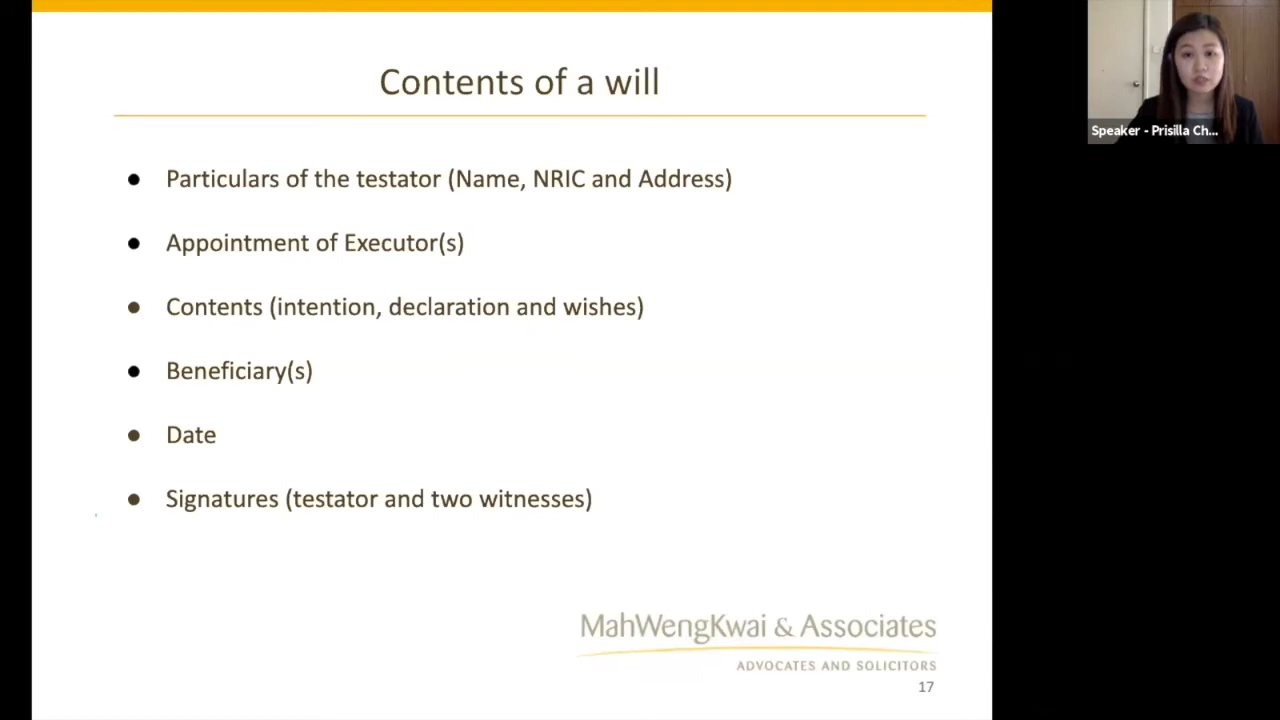 Contents of a will
● Particulars of the testator (Name, NRIC and Address)
● Appointment of Executor(s)
● Contents (intention, declaration and wishes)
● Beneficiary(s)
● Date
● Signatures (testator and two witnesses)
MahWengKwai & Associates
ADVOCATES AND SOLICITORS
17
Speaker - Prisilla Ch...